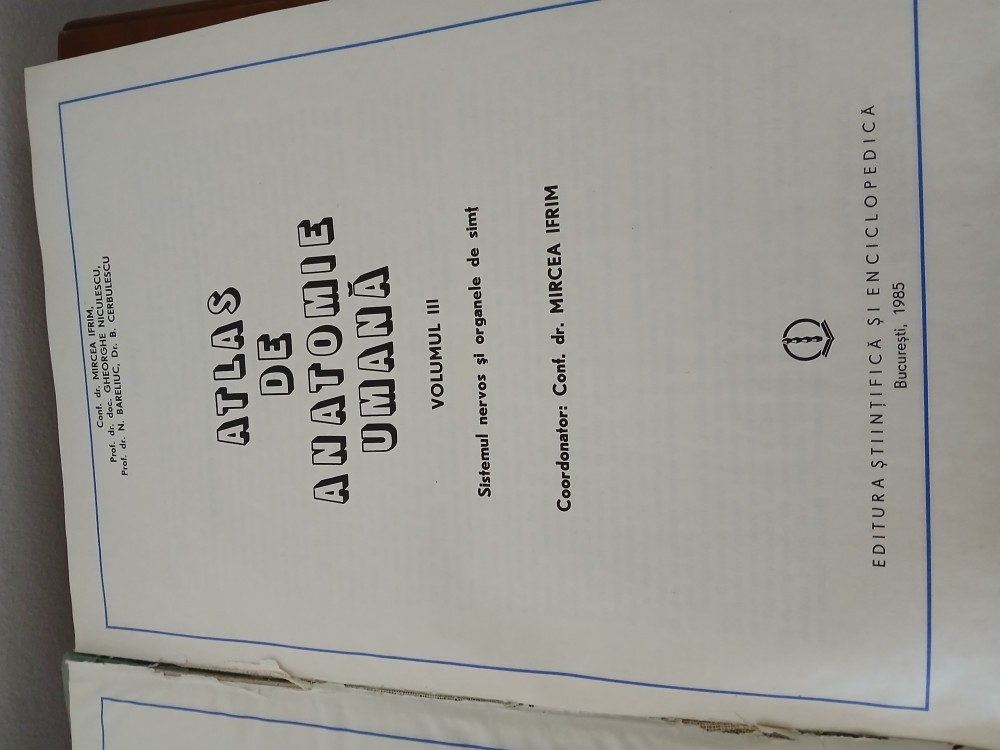 Conf. dr. MIRCEA IFRIM,
Prof. dr. doc. GHEORGHE NICULESCU,
Prof. dr. N. BARELIUC, Dr. B. CERBULESCU
ATLAS
DE
ANATOMIE
UMANĂ
VOLUMUL III
Sistemul nervos și organele de simț
Coordonator: Conf. dr. MIRCEA IFRIM
EDITURA ȘTIINȚIFICĂ ȘI ENCICLOPEDICĂ
București, 1985